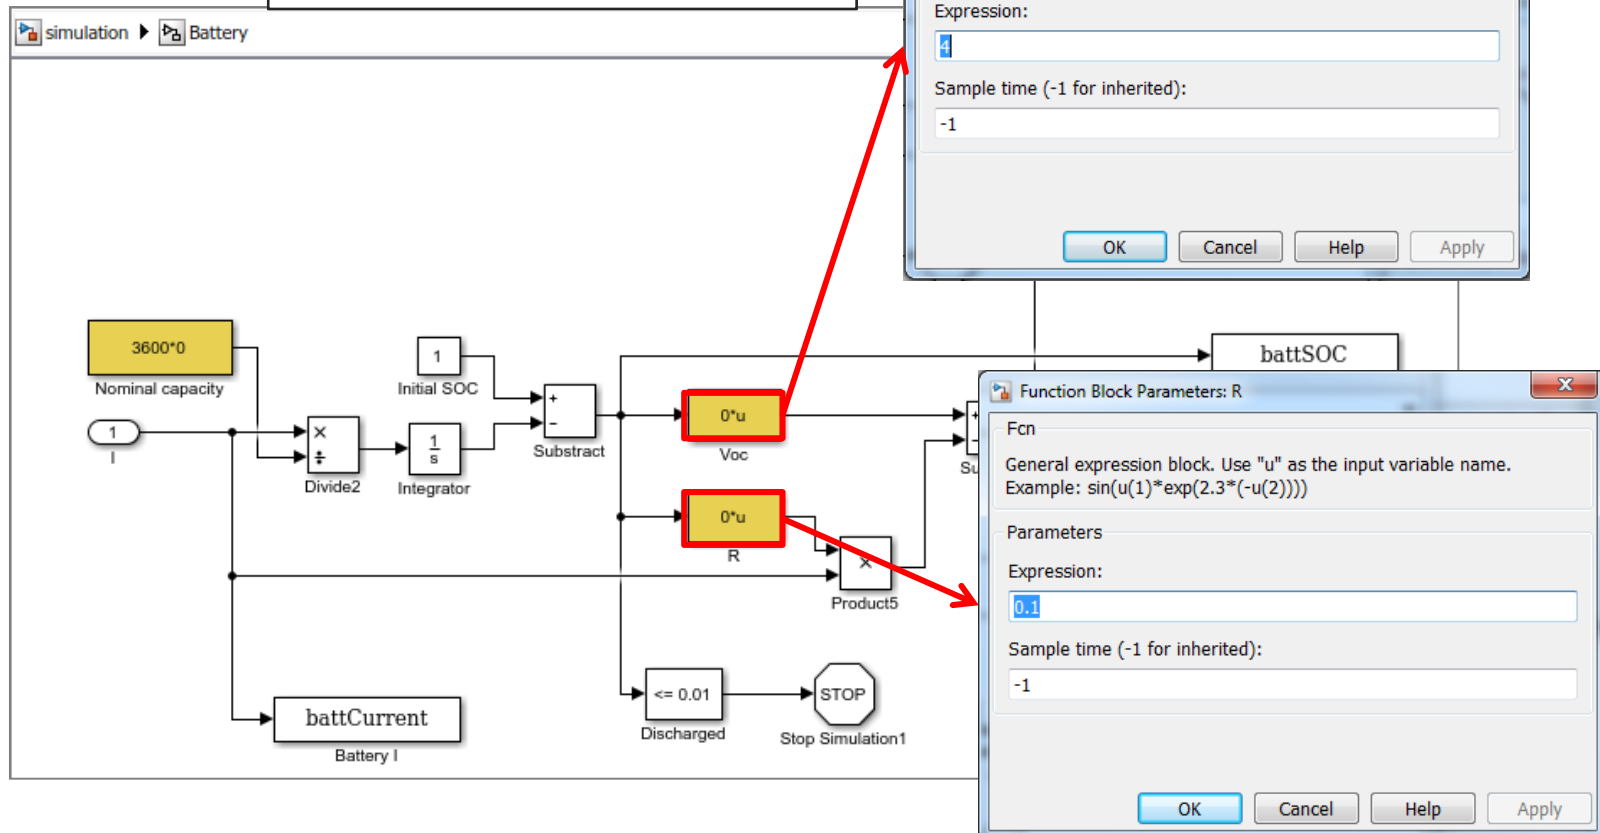 Expression:
simulation Battery
4
Sample time (-1 for inherited):
-1
OK Cancel Help Apply
3600*0
Nominal capacity
1
Initial SOC
battSOC
1
I
×
÷
Divide2
1
s
Integrator
+
-
Substract
0*u
Voc
+
-
Su
0*u
R
×
Product5
<= 0.01
Discharged
STOP
Stop Simulation1
battCurrent
Battery I
Function Block Parameters: R
Fcn
General expression block. Use "u" as the input variable name.
Example: sin(u(1)*exp(2.3*(-u(2))))
Parameters
Expression:
0.1
Sample time (-1 for inherited):
-1
OK Cancel Help Apply